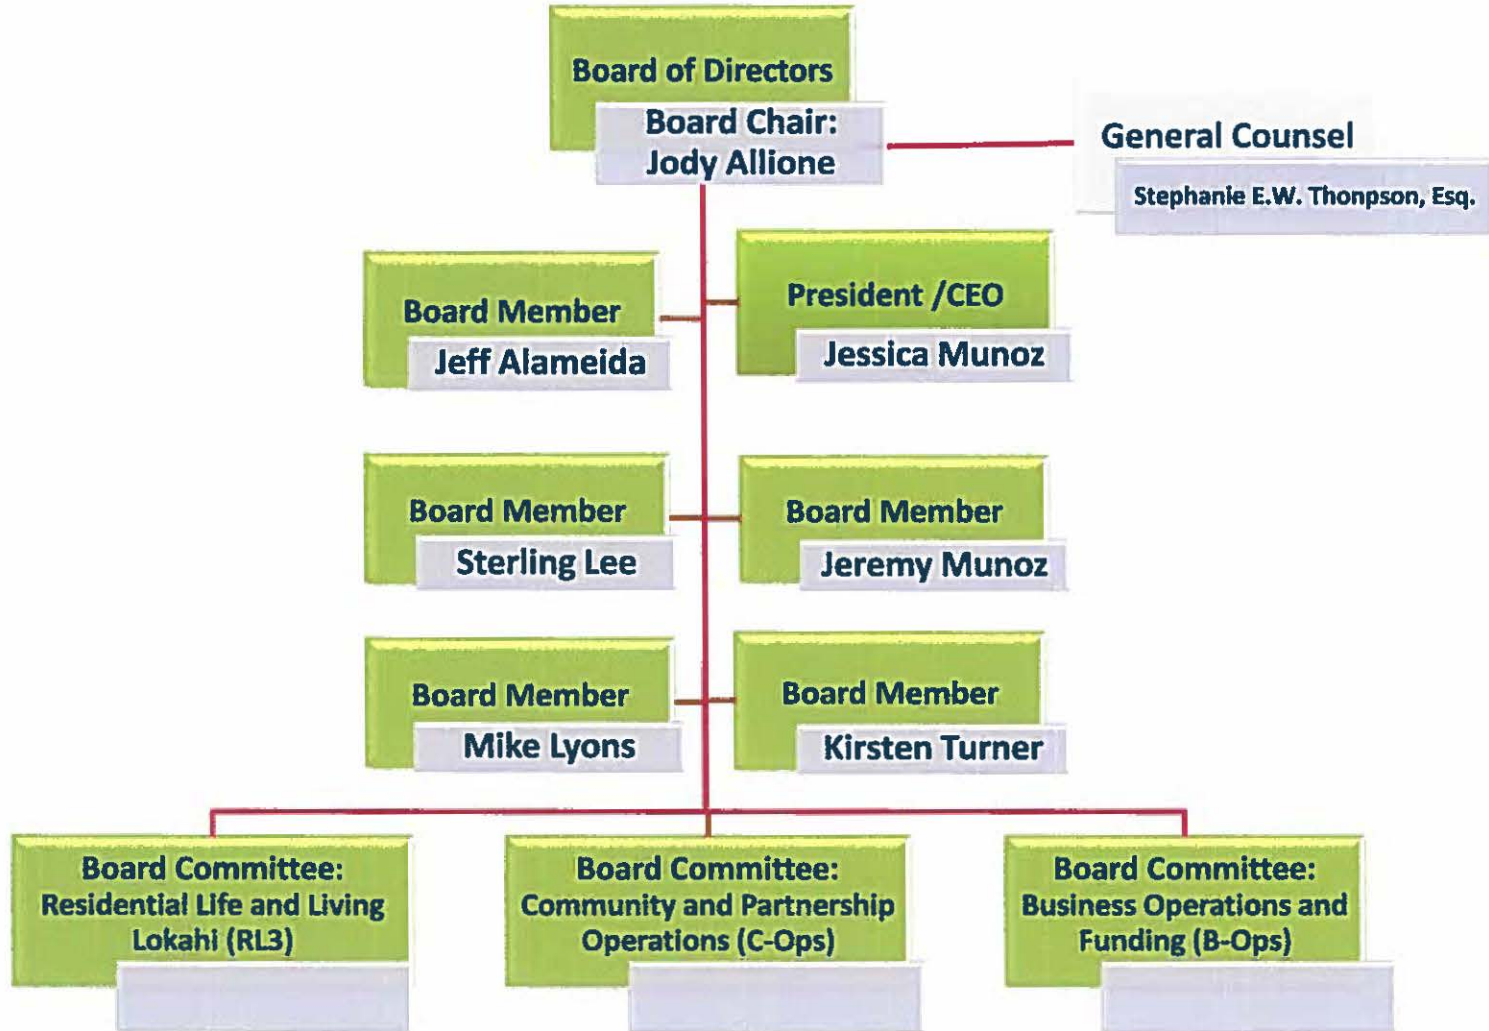 Board of Directors
Board Chair:
Jody Allione
General Counsel
Stephanie E.W. Thonpson, Esq.
Board Member
Jeff Alameida
President /CEO
Jessica Munoz
Board Member
Sterling Lee
Board Member
Jeremy Munoz
Board Member
Mike Lyons
Board Member
Kirsten Turner
Board Committee:
Residential Life and Living
Lokahi (RL3)
Board Committee:
Community and Partnership
Operations (C-Ops)
Board Committee:
Business Operations and
Funding (B-Ops)